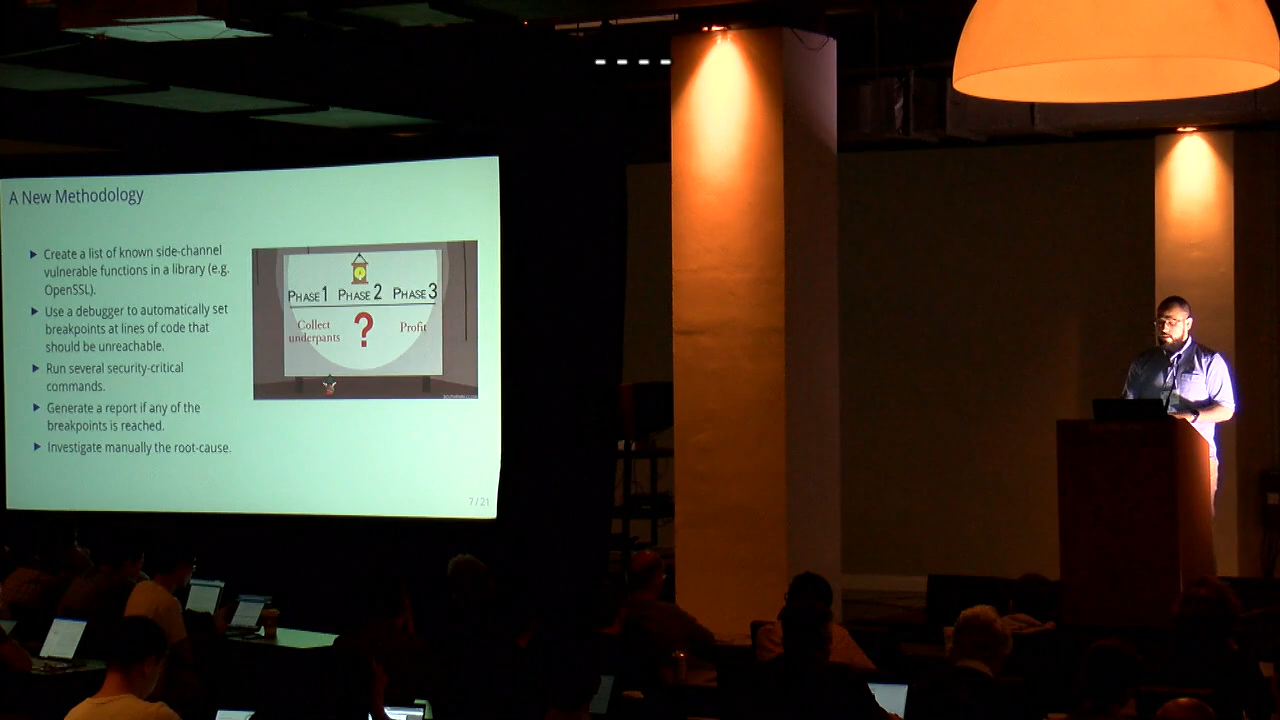 A New Methodology
Create a list of known side-channel
vulnerable functions in a library (e.g.
OpenSSL).
Use a debugger to automatically set
breakpoints at lines of code that
should be unreachable.
Run several security-critical
commands.
Generate a report if any of the
breakpoints is reached.
Investigate manually the root-cause.
PHASE 1 PHASE 2 PHASE 3
Collect
underpants
?
Profit
7 / 21